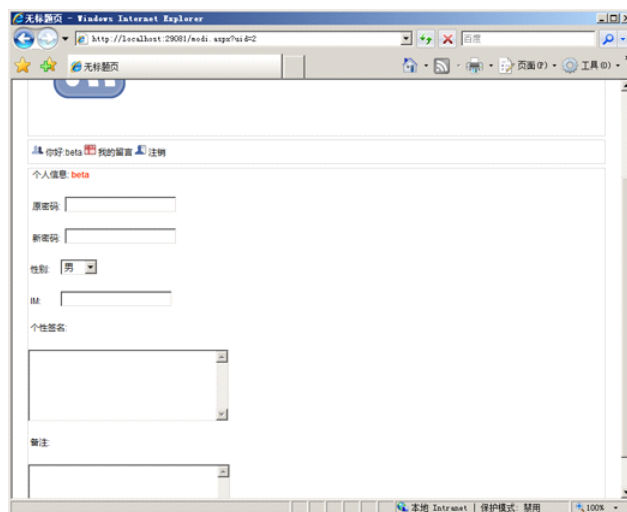 无标题页 - Windows Internet Explorer
http://localhost:29081/modi.aspx?uid=2
百度
无标题页
页面(P)
工具(O)
你好:beta 我的留言 注销
个人信息: beta
原密码:
新密码:
性别: 男
IM:
个性签名:
备注:
本地 Intranet | 保护模式: 禁用
100%